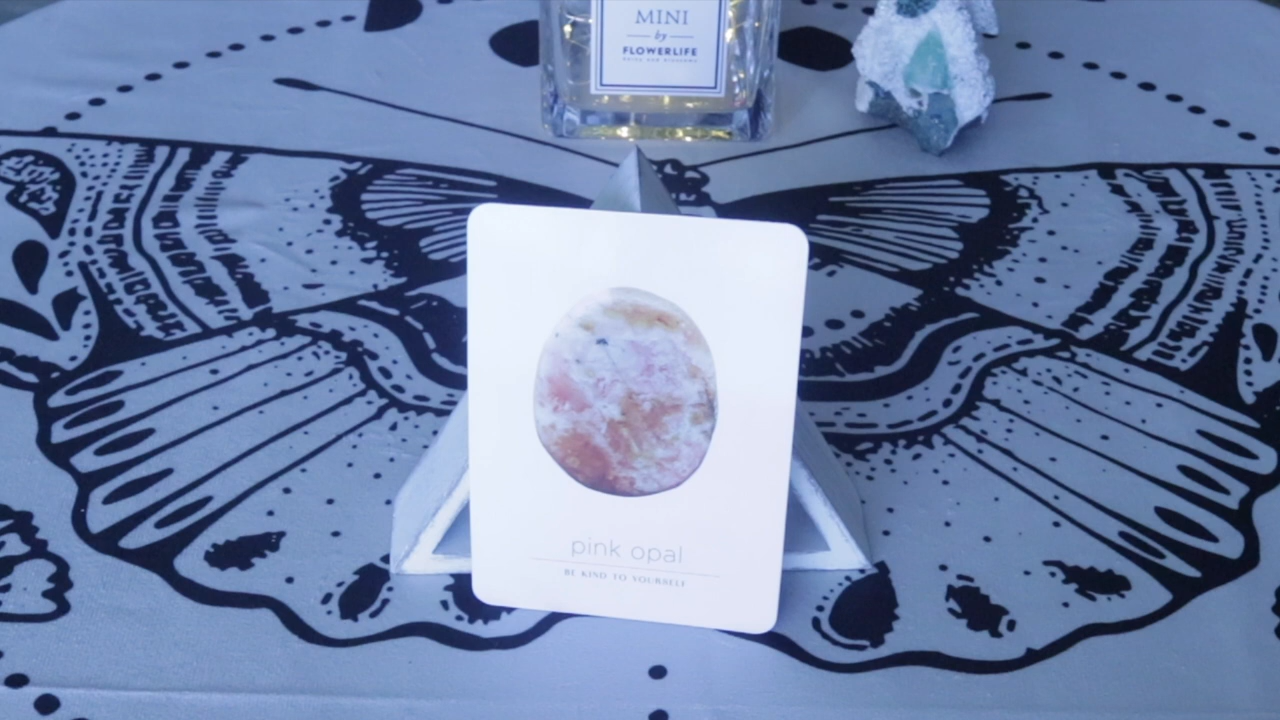 MINI
by
FLOWERLIFE
pink opal
BE KIND TO YOURSELF